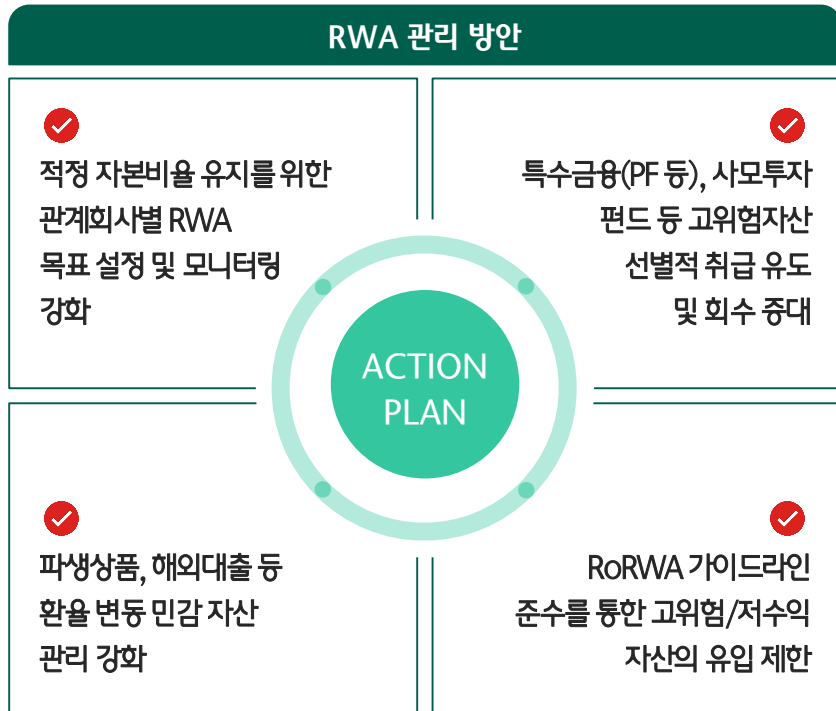 RWA 관리 방안
적정 자본비율 유지를 위한
관계회사별 RWA
목표 설정 및 모니터링
강화
특수금융(PF 등), 사모투자
펀드 등 고위험자산
선별적 취급 유도
및 회수 증대
ACTION
PLAN
파생상품, 해외대출 등
환율 변동 민감 자산
관리 강화
RoRWA 가이드라인
준수를 통한 고위험/저수익
자산의 유입 제한